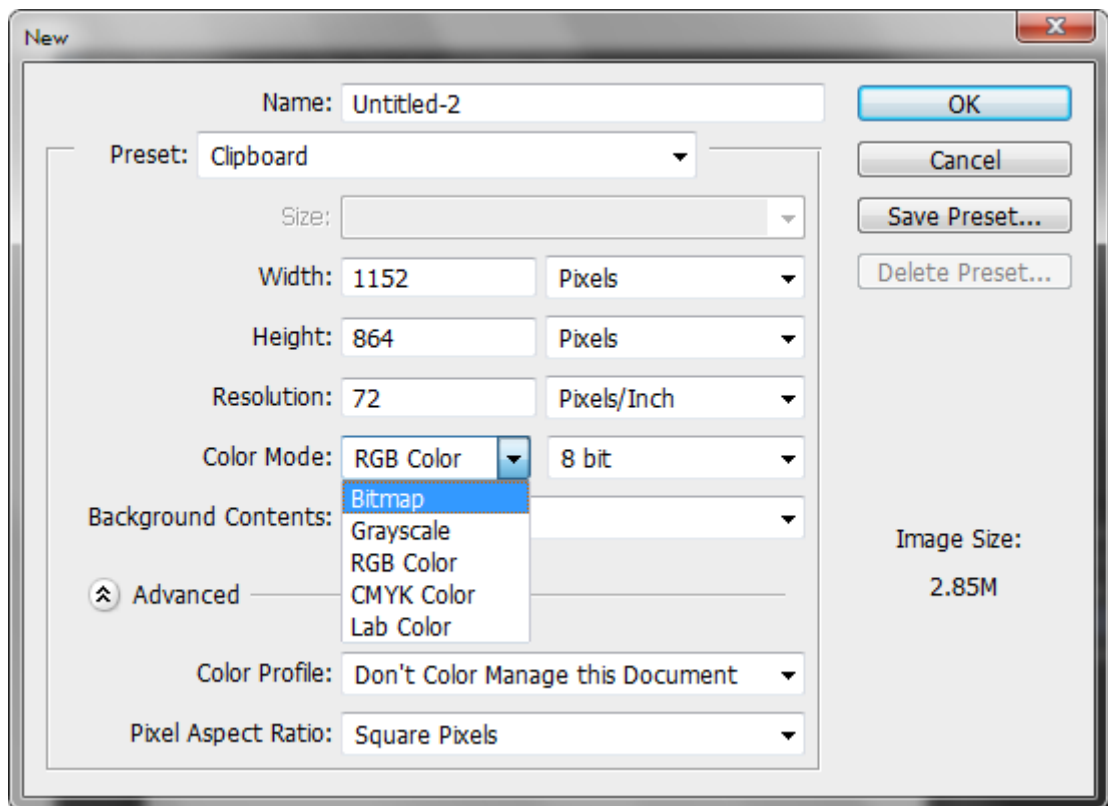 New
Name: Untitled-2
OK
Preset: Clipboard
Cancel
Size:
Save Preset...
Width: 1152 Pixels
Delete Preset...
Height: 864 Pixels
Resolution: 72 Pixels/Inch
Color Mode: RGB Color 8 bit
Bitmap
Background Contents:
Grayscale
RGB Color
CMYK Color
Lab Color
Image Size:
2.85M
Advanced
Color Profile: Don't Color Manage this Document
Pixel Aspect Ratio: Square Pixels